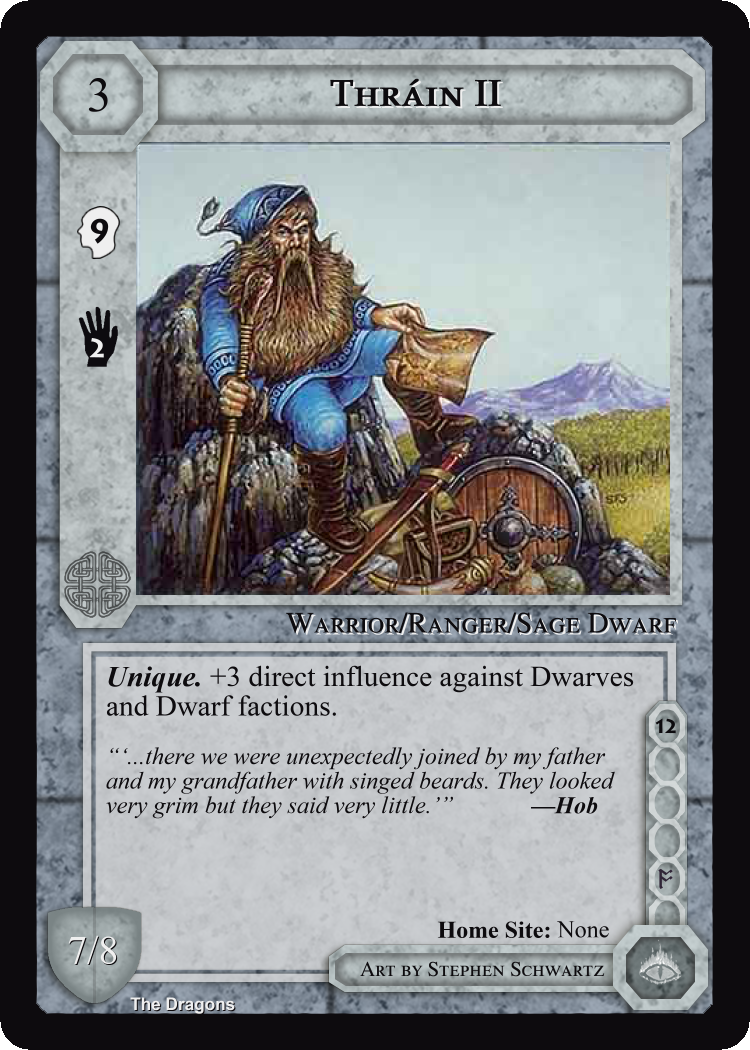 3
THRÁIN II
9
2
STS
WARRIOR/RANGER/SAGE DWARF
Unique. +3 direct influence against Dwarves
and Dwarf factions.
12
“‘...there we were unexpectedly joined by my father
and my grandfather with singed beards. They looked
very grim but they said very little.’” —Hob
ᚩ
Home Site: None
7/8
ART BY STEPHEN SCHWARTZ
The Dragons